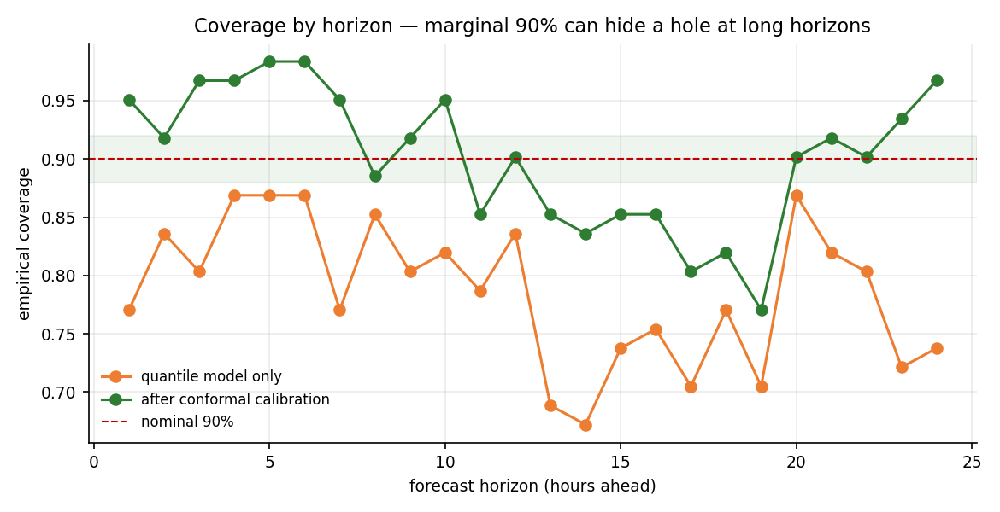 Coverage by horizon — marginal 90% can hide a hole at long horizons
empirical coverage
0.95
0.90
0.85
0.80
0.75
0.70
quantile model only
after conformal calibration
nominal 90%
0 5 10 15 20 25
forecast horizon (hours ahead)